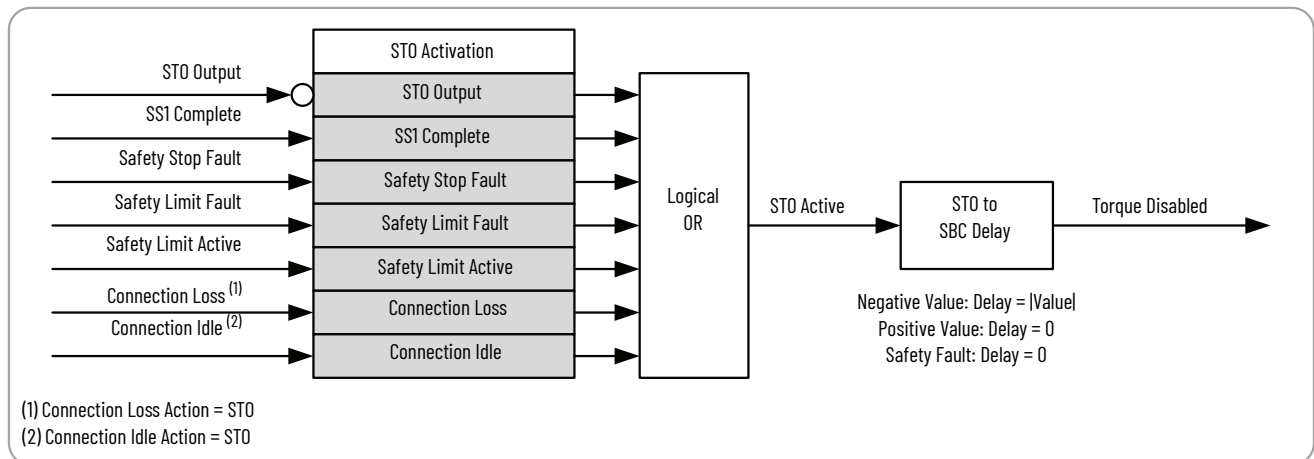 STO Activation
STO Output
STO Output
SS1 Complete
SS1 Complete
Safety Stop Fault
Safety Stop Fault
Safety Limit Fault
Safety Limit Fault
Safety Limit Active
Safety Limit Active
Connection Loss (1)
Connection Loss
Connection Idle (2)
Connection Idle
Logical
OR
STO Active
STO to
SBC Delay
Torque Disabled
Negative Value: Delay = |Value|
Positive Value: Delay = 0
Safety Fault: Delay = 0
(1) Connection Loss Action = STO
(2) Connection Idle Action = STO